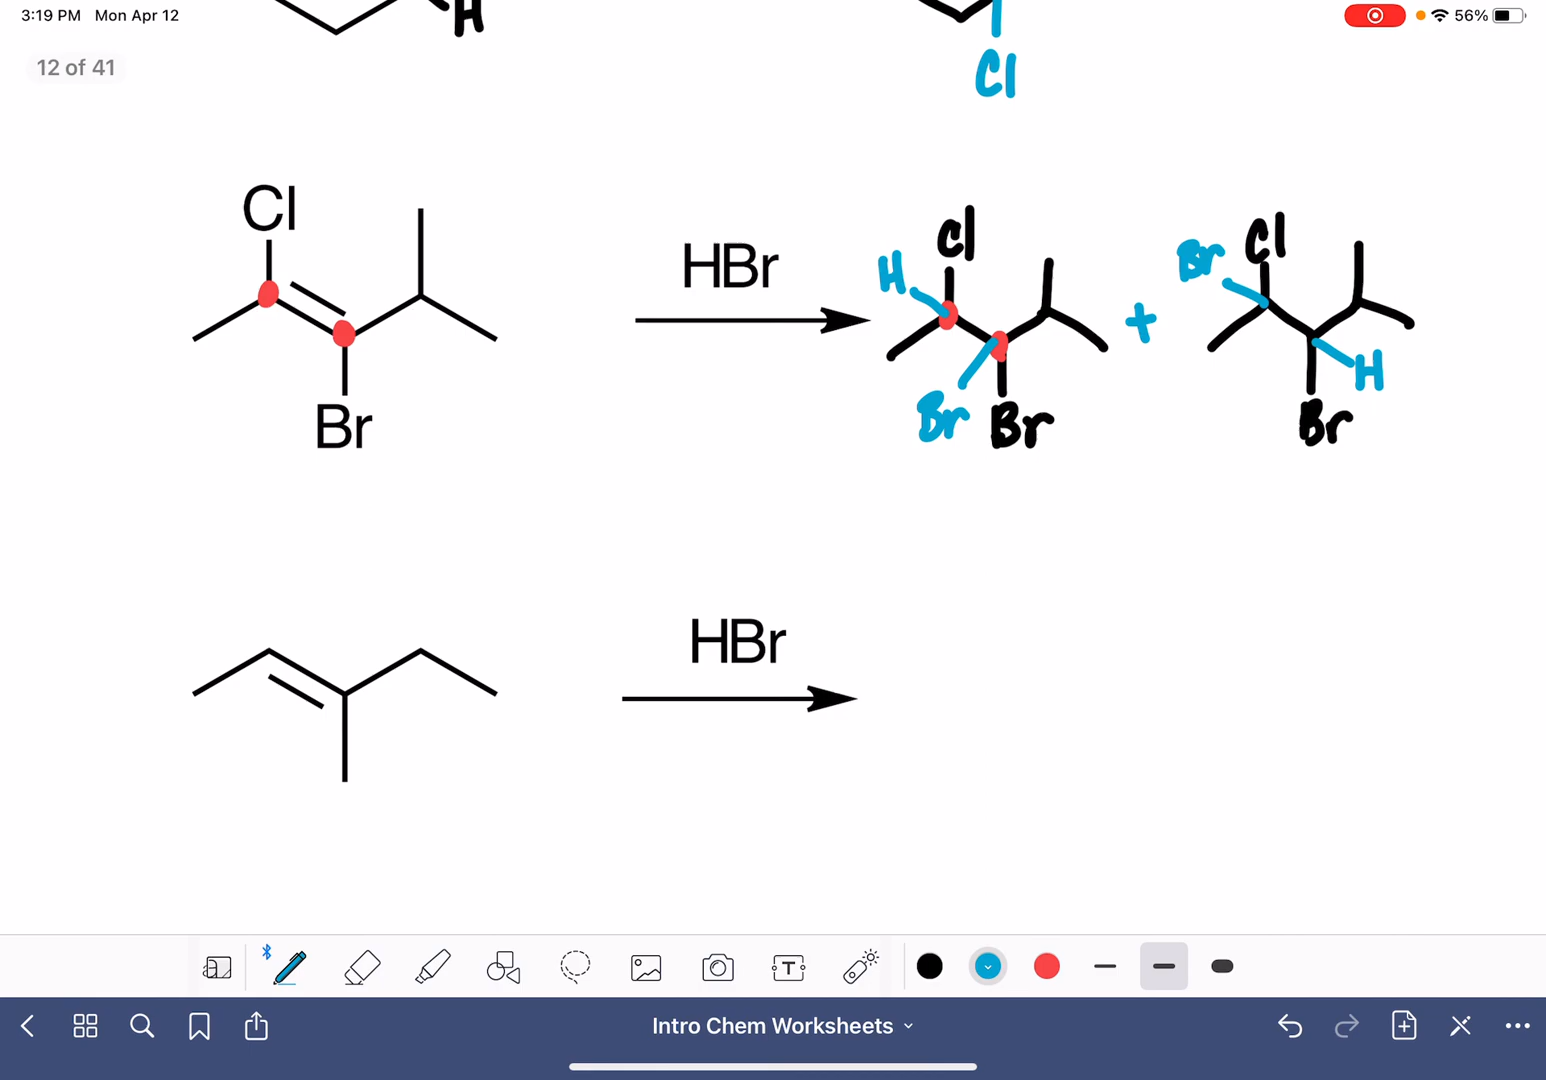 3:19 PM Mon Apr 12
56%
12 of 41
H
Cl
Cl
Br
HBr
H
Cl
Br
Br
+
Br
Cl
H
Br
HBr
T
Intro Chem Worksheets